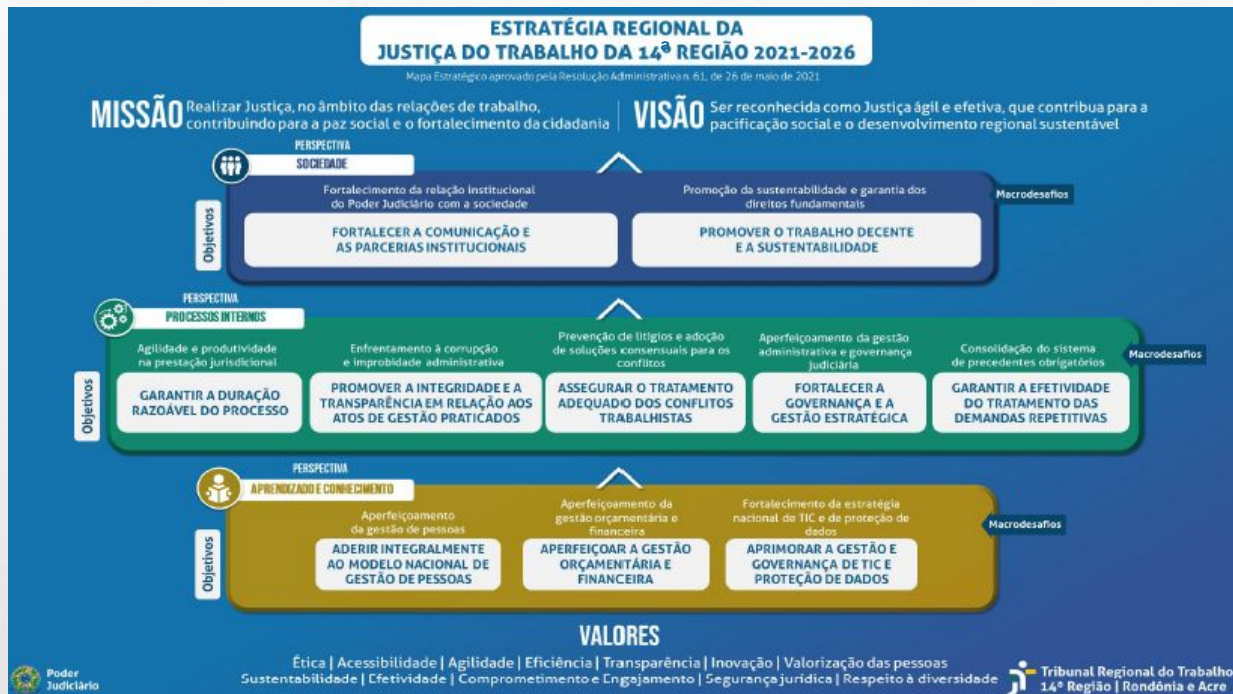 ESTRATÉGIA REGIONAL DA
JUSTIÇA DO TRABALHO DA 14ª REGIÃO 2021-2026
Mapa Estratégico aprovado pela Resolução Administrativa n. 61, de 26 de maio de 2021
MISSÃO
Realizar Justiça, no âmbito das relações de trabalho,
contribuindo para a paz social e o fortalecimento da cidadania
VISÃO
Ser reconhecida como Justiça ágil e efetiva, que contribua para a
pacificação social e o desenvolvimento regional sustentável
PERSPECTIVA
SOCIEDADE
Macrodesafios
Objetivos
Fortalecimento da relação institucional
do Poder Judiciário com a sociedade
FORTALECER A COMUNICAÇÃO E
AS PARCERIAS INSTITUCIONAIS
Promoção da sustentabilidade e garantia dos
direitos fundamentais
PROMOVER O TRABALHO DECENTE
E A SUSTENTABILIDADE
PERSPECTIVA
PROCESSOS INTERNOS
Macrodesafios
Objetivos
Agilidade e produtividade
na prestação jurisdicional
GARANTIR A DURAÇÃO
RAZOÁVEL DO PROCESSO
Enfrentamento à corrupção
e improbidade administrativa
PROMOVER A INTEGRIDADE E A
TRANSPARÊNCIA EM RELAÇÃO AOS
ATOS DE GESTÃO PRATICADOS
Prevenção de litígios e adoção
de soluções consensuais para os
conflitos
ASSEGURAR O TRATAMENTO
ADEQUADO DOS CONFLITOS
TRABALHISTAS
Aperfeiçoamento da gestão
administrativa e governança
judiciária
FORTALECER A
GOVERNANÇA E A
GESTÃO ESTRATÉGICA
Consolidação do sistema
de precedentes obrigatórios
GARANTIR A EFETIVIDADE
DO TRATAMENTO DAS
DEMANDAS REPETITIVAS
PERSPECTIVA
APRENDIZADO E CONHECIMENTO
Macrodesafios
Objetivos
Aperfeiçoamento
da gestão de pessoas
ADERIR INTEGRALMENTE
AO MODELO NACIONAL DE
GESTÃO DE PESSOAS
Aperfeiçoamento da
gestão orçamentária e
financeira
APERFEIÇOAR A GESTÃO
ORÇAMENTÁRIA E
FINANCEIRA
Fortalecimento da estratégia
nacional de TIC e de proteção de
dados
APRIMORAR A GESTÃO E
GOVERNANÇA DE TIC E
PROTEÇÃO DE DADOS
VALORES
Ética | Acessibilidade | Agilidade | Eficiência | Transparência | Inovação | Valorização das pessoas
Sustentabilidade | Efetividade | Comprometimento e Engajamento | Segurança jurídica | Respeito à diversidade
Poder
Judiciário
Tribunal Regional do Trabalho
14ª Região | Rondônia e Acre